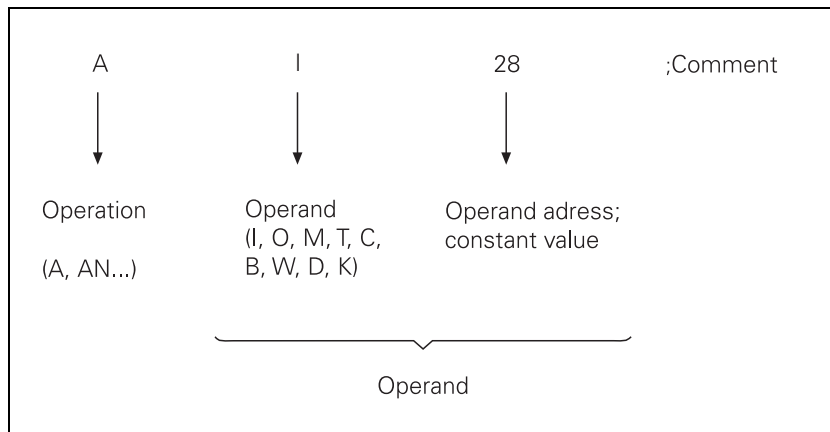 A I 28 ;Comment
Operation
(A, AN...)
Operand
(I, O, M, T, C,
B, W, D, K)
Operand adress;
constant value
Operand